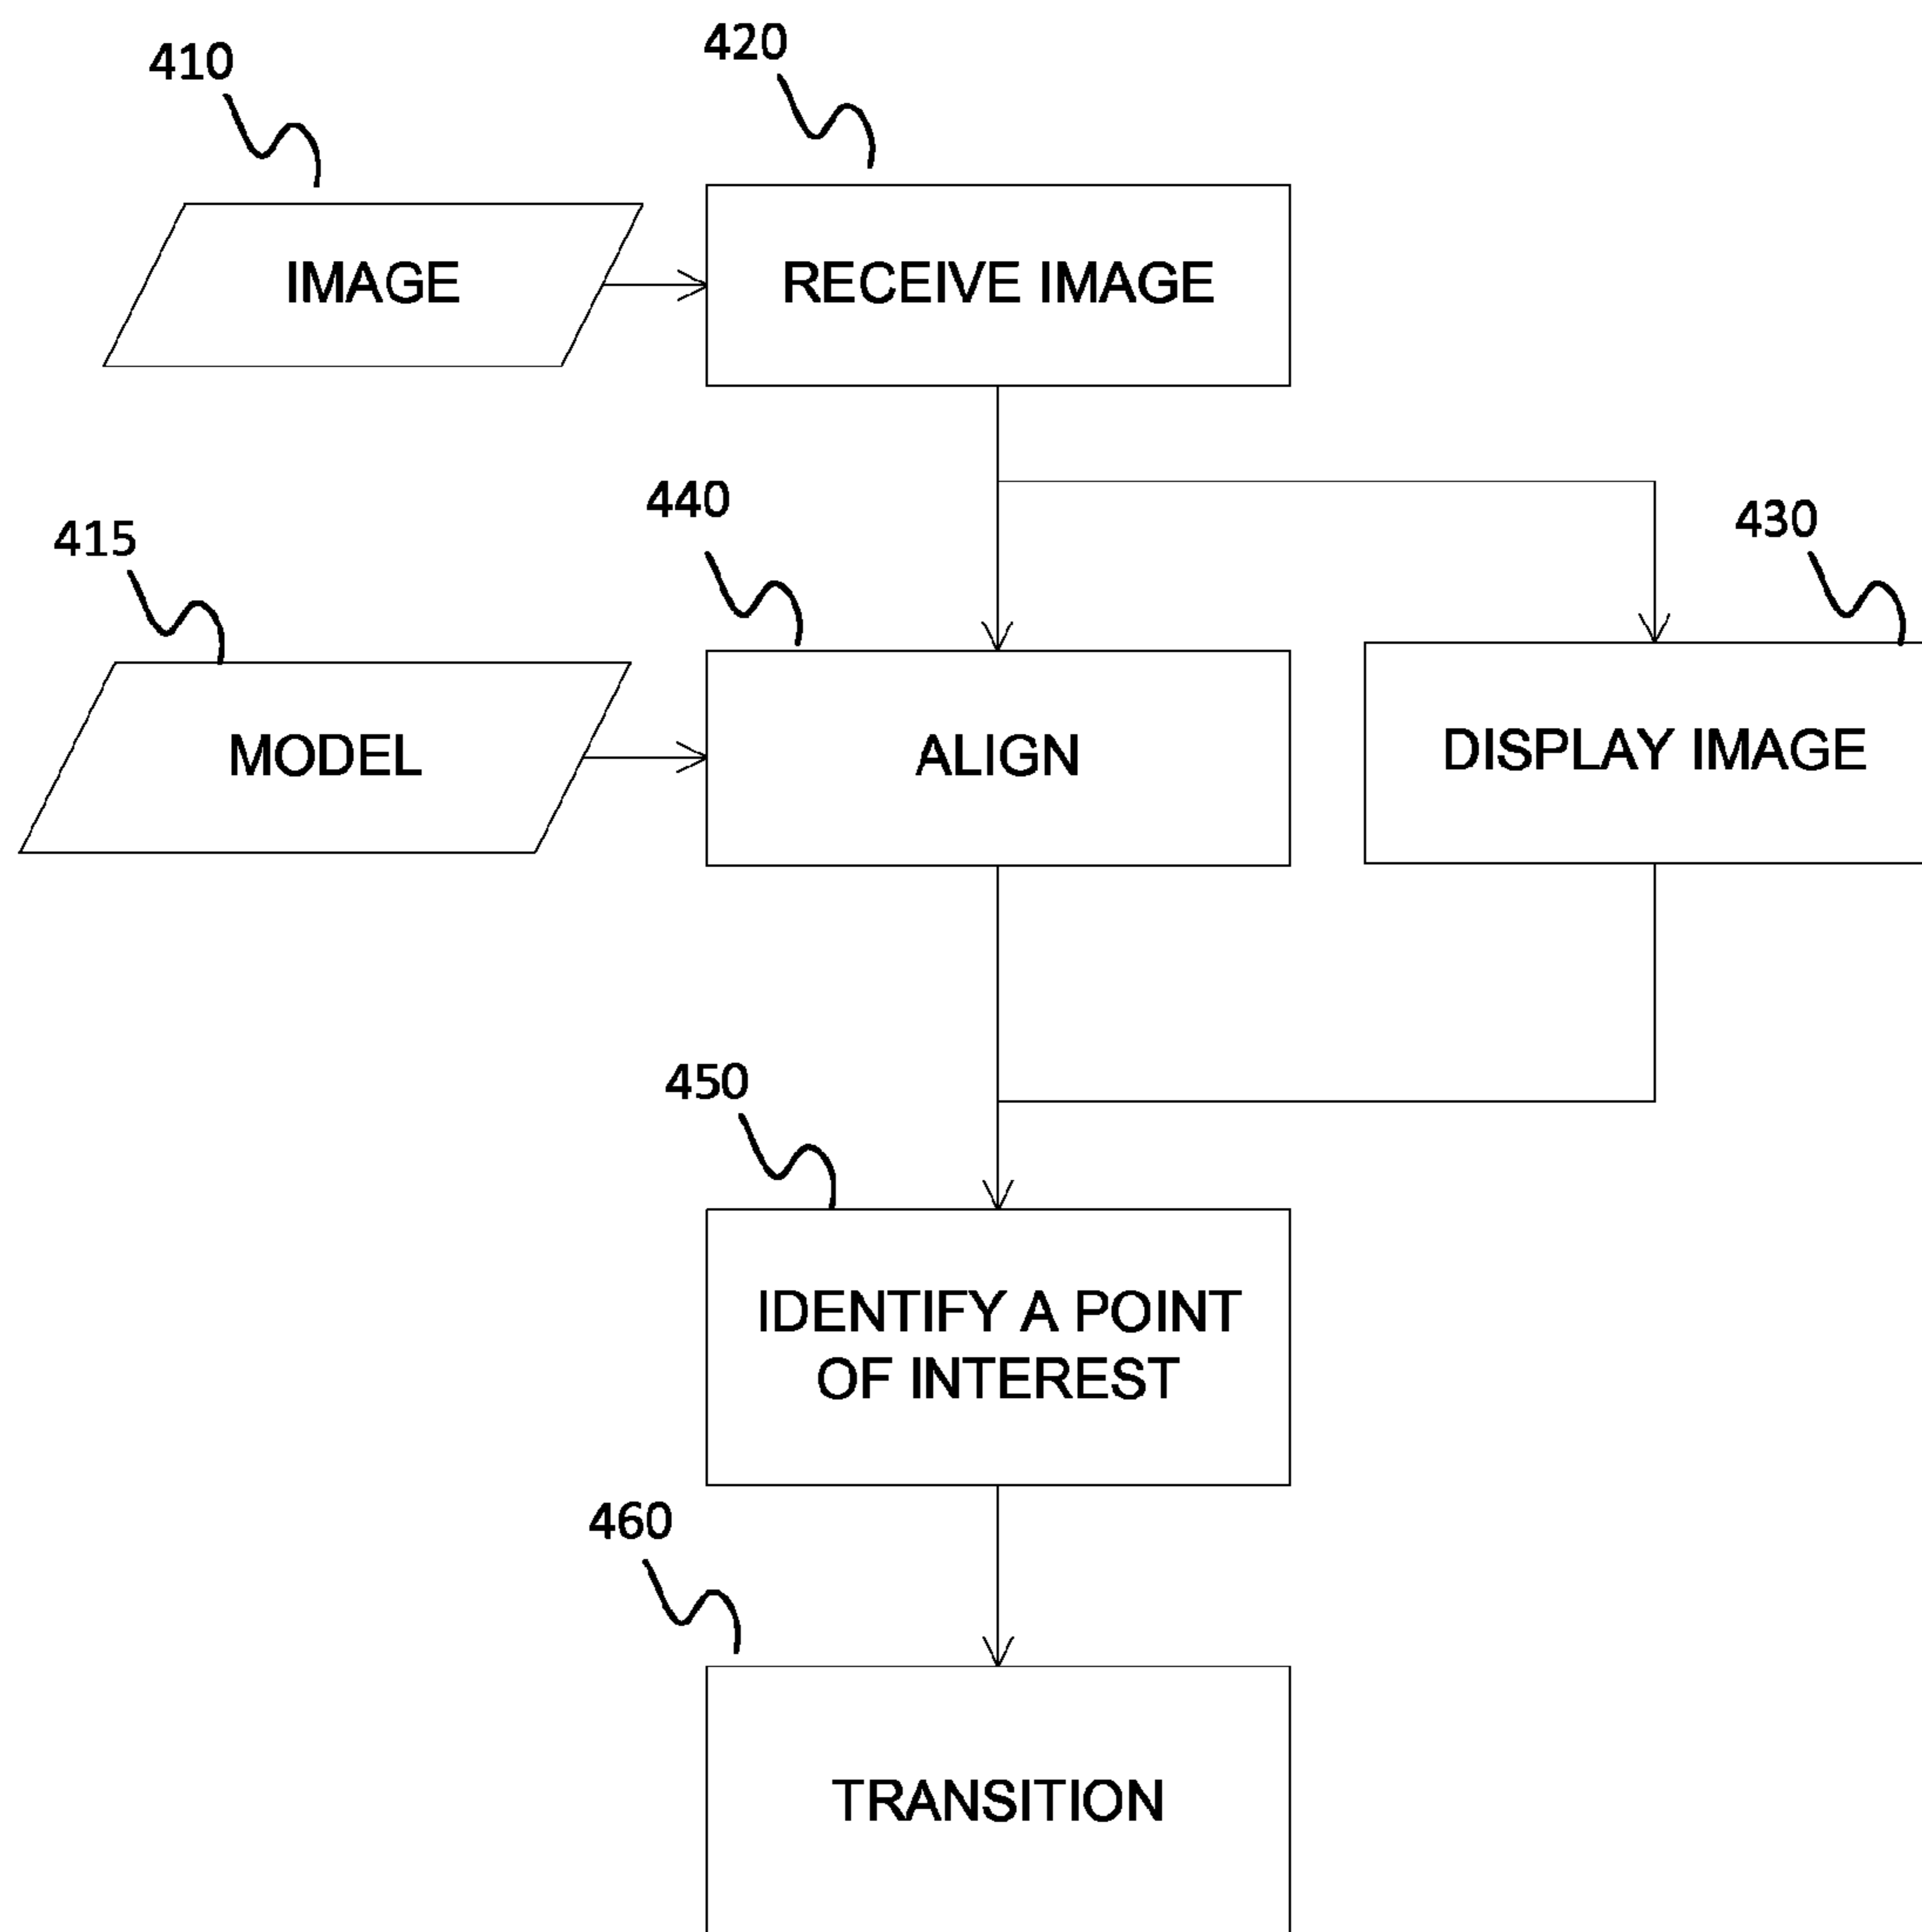 410
420
IMAGE
RECEIVE IMAGE
415
440
430
MODEL
ALIGN
DISPLAY IMAGE
450
IDENTIFY A POINT
OF INTEREST
460
TRANSITION